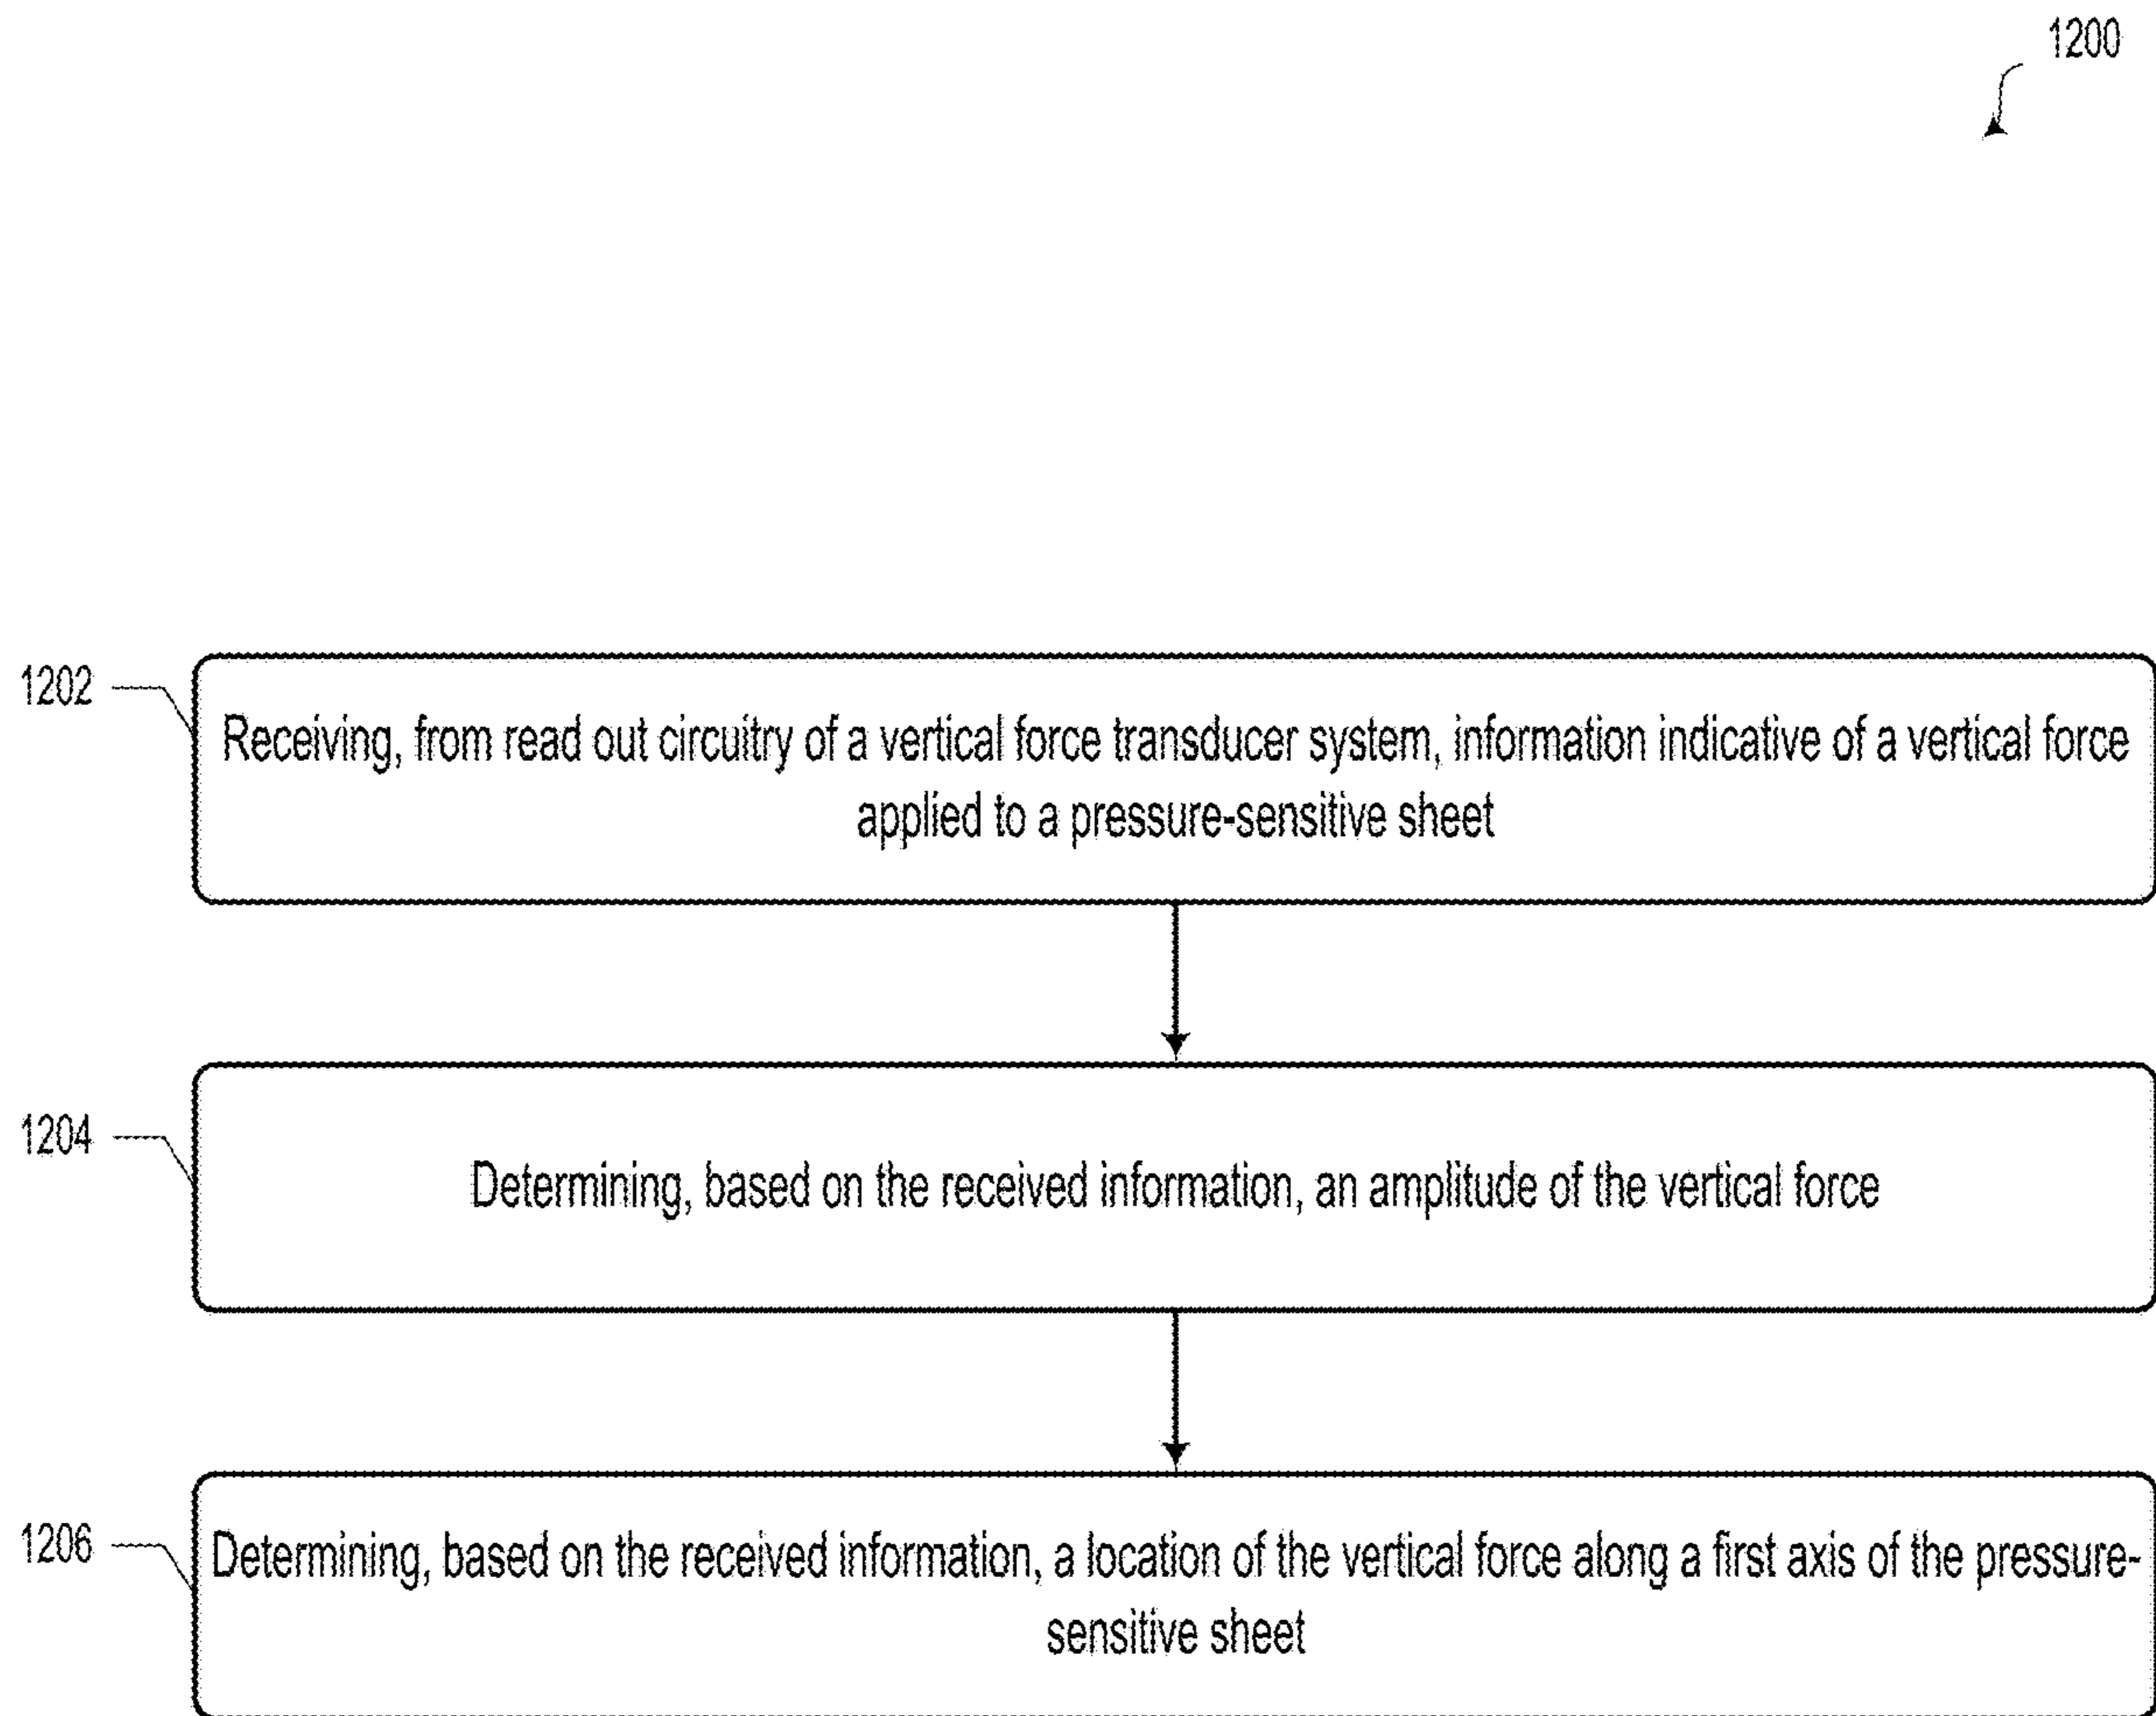 1200
1202
Receiving, from read out circuitry of a vertical force transducer system, information indicative of a vertical force
applied to a pressure-sensitive sheet
1204
Determining, based on the received information, an amplitude of the vertical force
1206
Determining, based on the received information, a location of the vertical force along a first axis of the pressure-
sensitive sheet